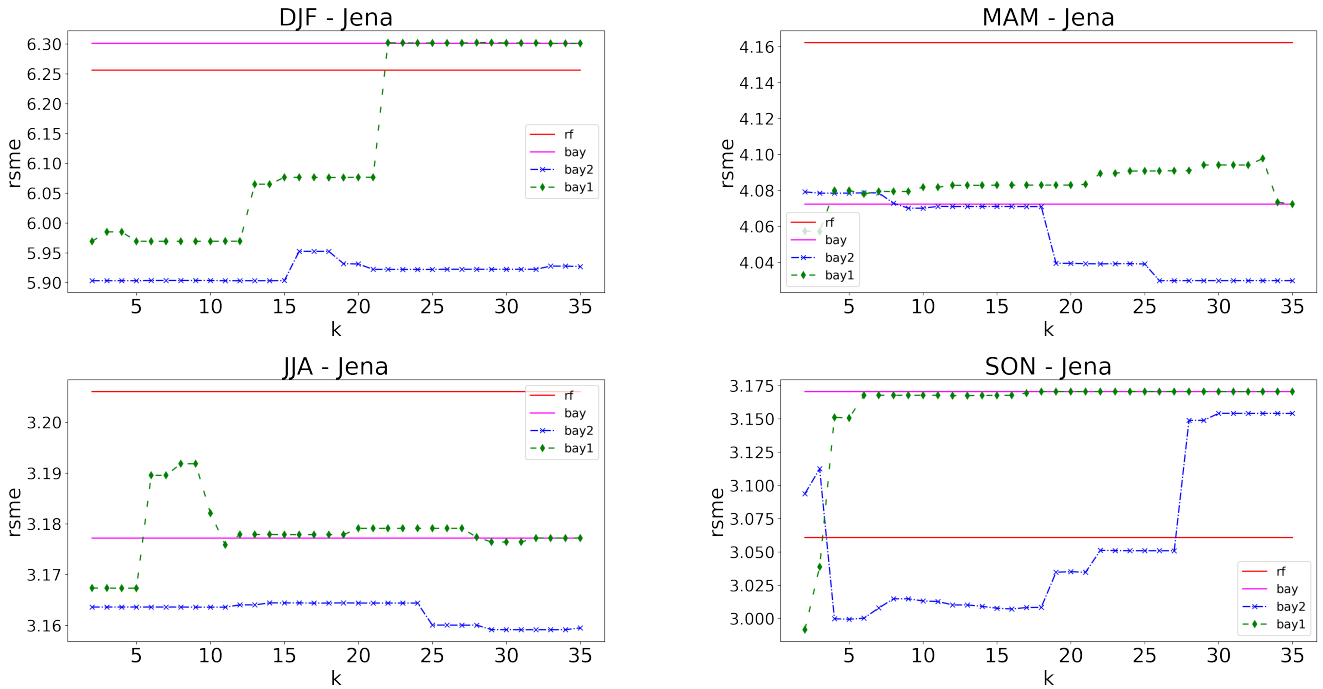 DJF - Jena
6.30
6.25
6.20
6.15
6.10
6.05
6.00
5.95
5.90
rsme
5 10 15 20 25 30 35
k
rf
bay
bay2
bay1
MAM - Jena
4.16
4.14
4.12
4.10
4.08
4.06
4.04
rsme
5 10 15 20 25 30 35
k
rf
bay
bay2
bay1
JJA - Jena
3.20
3.19
3.18
3.17
3.16
rsme
5 10 15 20 25 30 35
k
rf
bay
bay2
bay1
SON - Jena
3.175
3.150
3.125
3.100
3.075
3.050
3.025
3.000
rsme
5 10 15 20 25 30 35
k
rf
bay
bay2
bay1